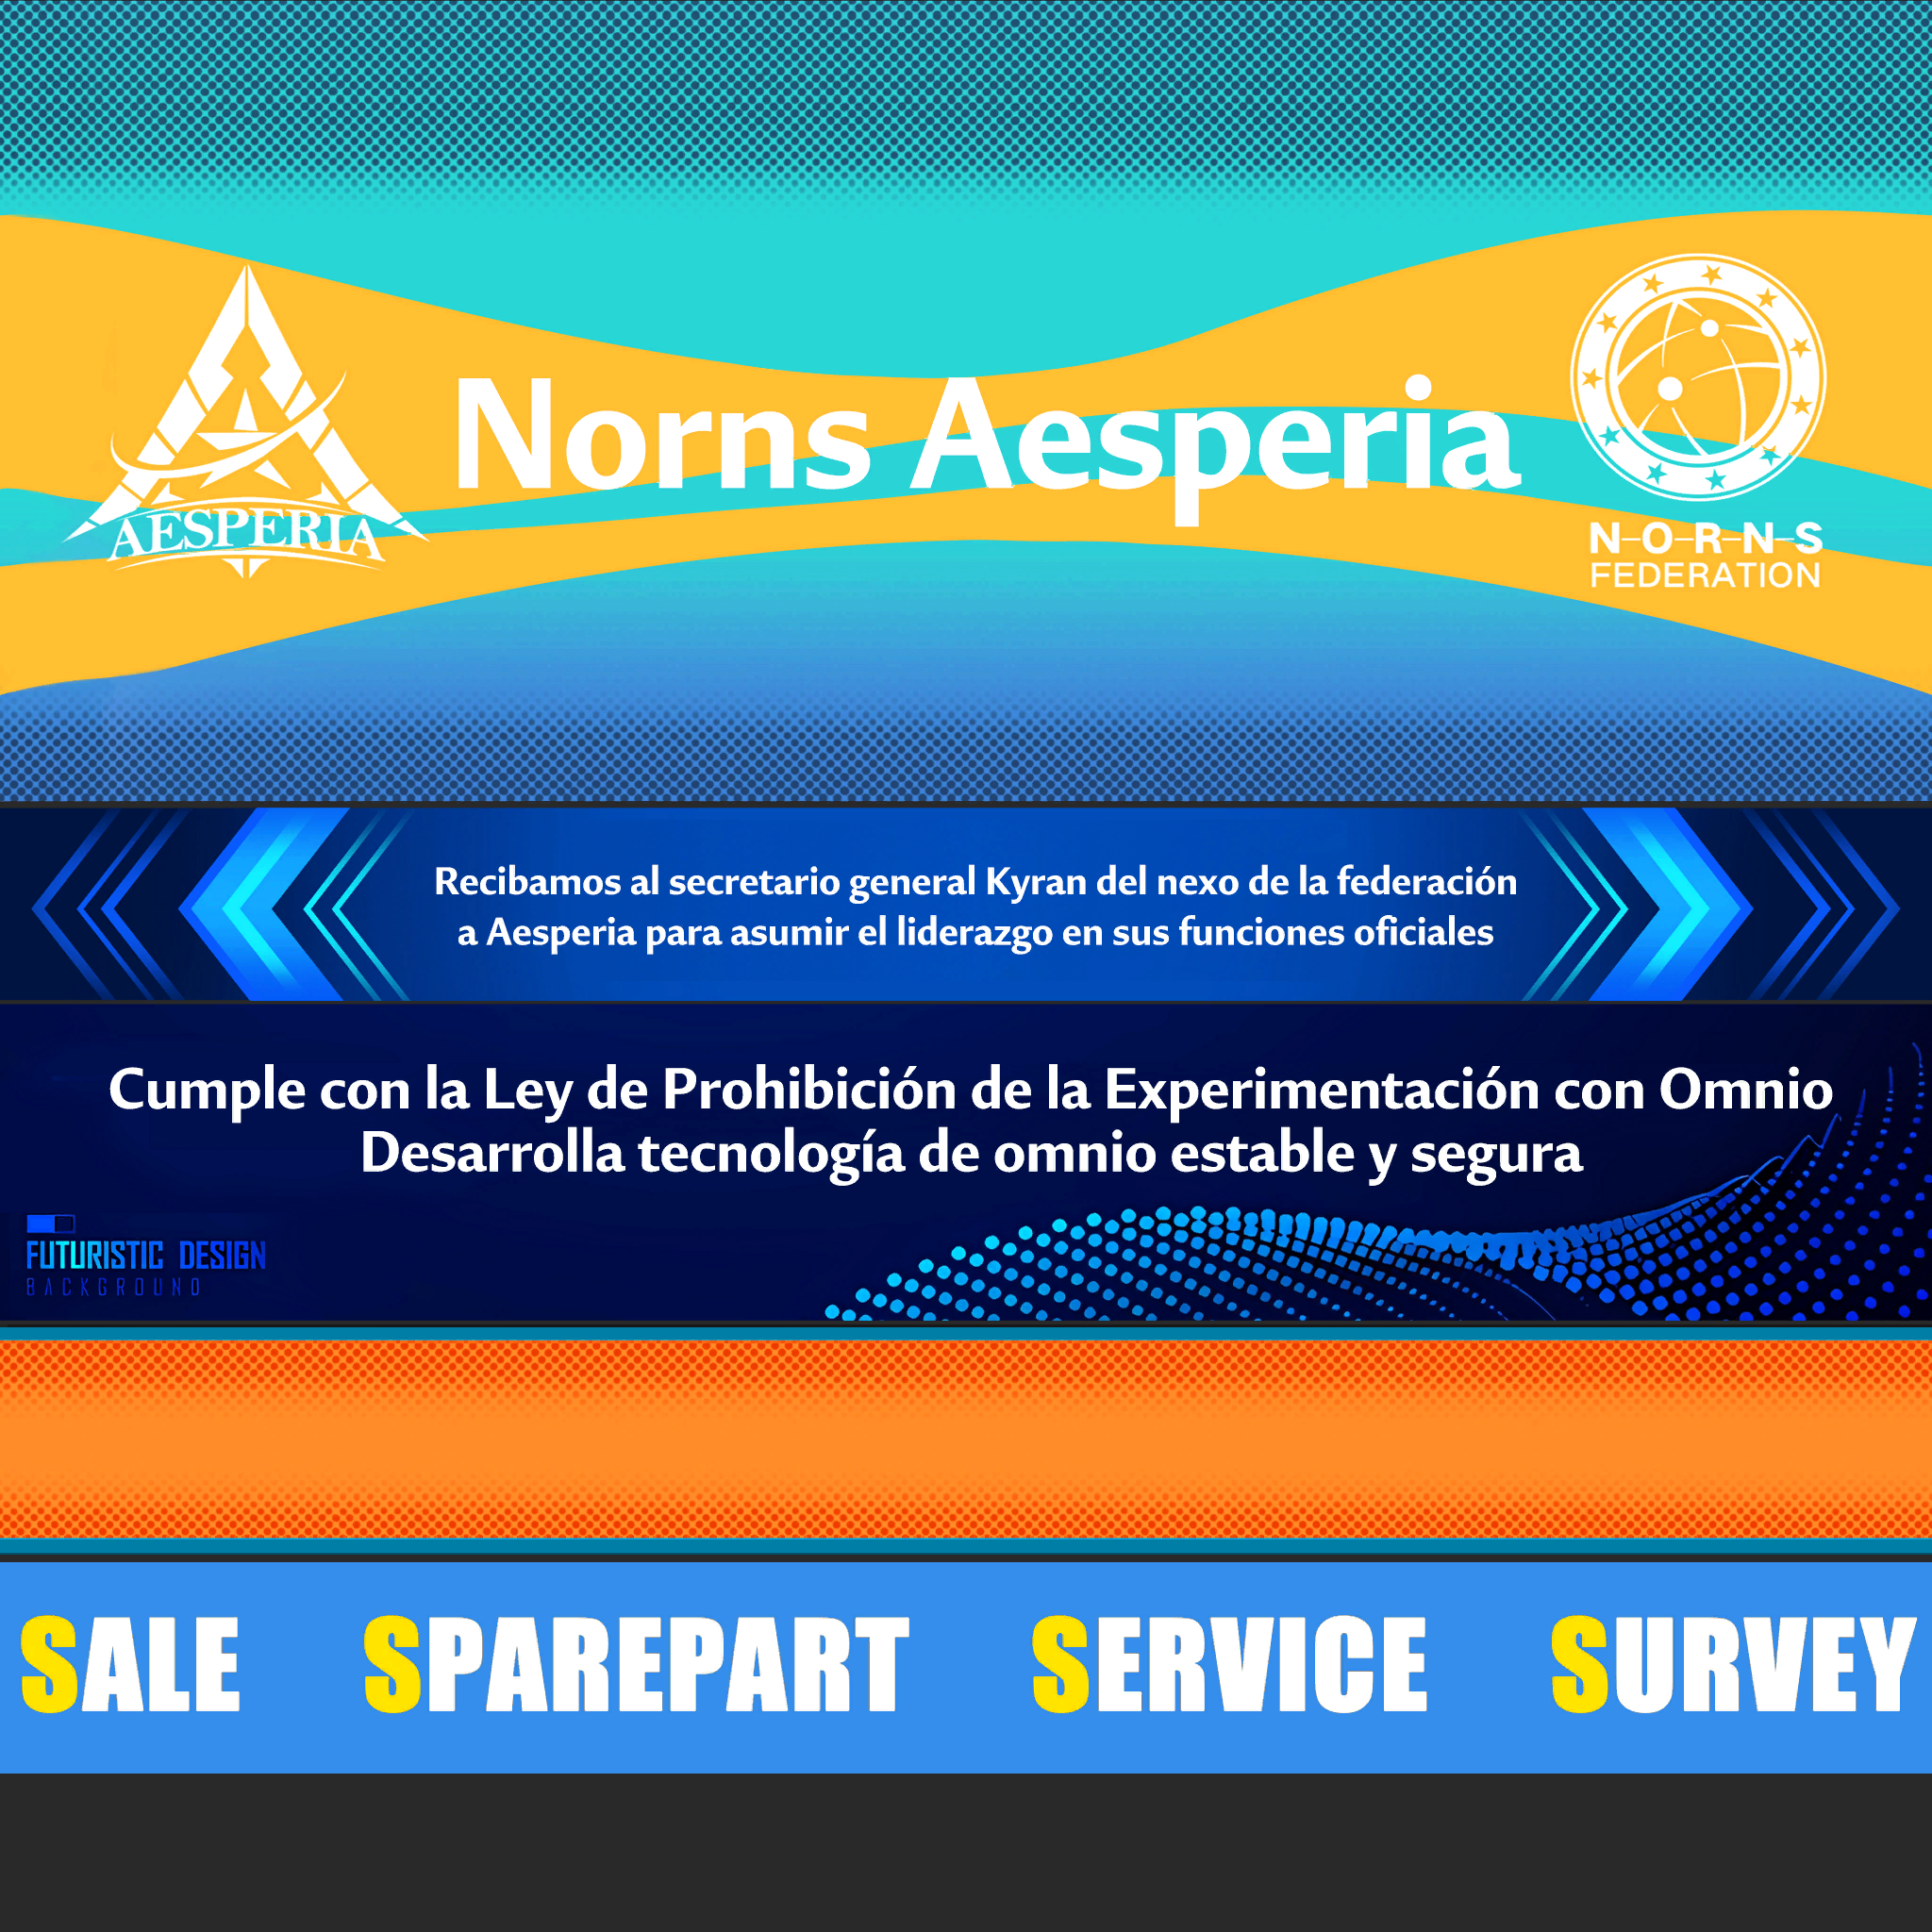 Norns Aesperia
AESPERIA
N-O-R-N-S
FEDERATION
Recibamos al secretario general Kyran del nexo de la federación
a Aesperia para asumir el liderazgo en sus funciones oficiales
Cumple con la Ley de Prohibición de la Experimentación con Omnio
Desarrolla tecnología de omnio estable y segura
FUTURISTIC DESIGN
BACKGROUND
SALE SPAREPART SERVICE SURVEY